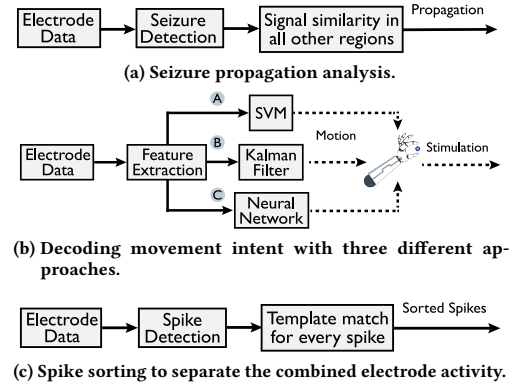 Electrode
Data
Seizure
Detection
Signal similarity in
all other regions
Propagation
(a) Seizure propagation analysis.
Electrode
Data
Feature
Extraction
A
SVM
B
Kalman
Filter
C
Neural
Network
Motion
Stimulation
(b) Decoding movement intent with three different ap-
proaches.
Electrode
Data
Spike
Detection
Template match
for every spike
Sorted Spikes
(c) Spike sorting to separate the combined electrode activity.